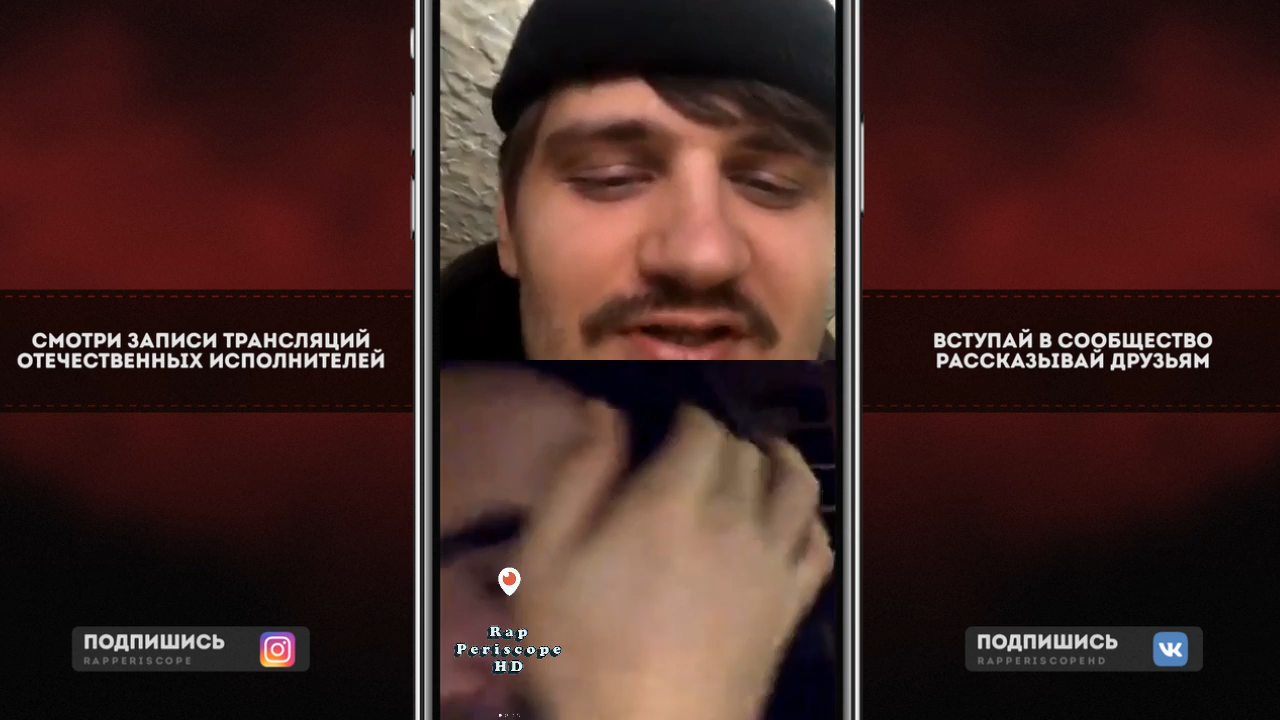 СМОТРИ ЗАПИСИ ТРАНСЛЯЦИЙ
ОТЕЧЕСТВЕННЫХ ИСПОЛНИТЕЛЕЙ
ПОДПИШИСЬ
RAPPERISCOPE
Rap
Periscope
HD
ВСТУПАЙ В СООБЩЕСТВО
РАССКАЗЫВАЙ ДРУЗЬЯМ
ПОДПИШИСЬ
RAPPERISCOPEHD